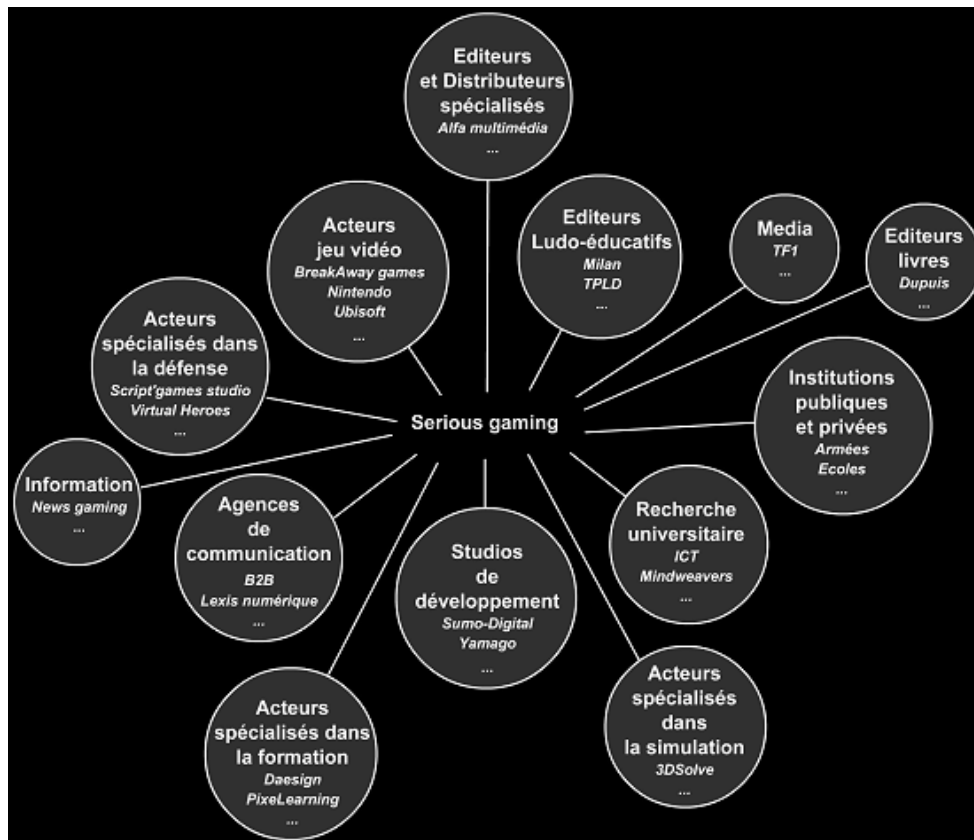 Editeurs
et Distributeurs
spécialisés
Alfa multimédia
...
Acteurs
jeu vidéo
BreakAway games
Nintendo
Ubisoft
...
Editeurs
Ludo-éducatifs
Milan
TPLD
...
Media
TF1
...
Editeurs
livres
Dupuis
...
Acteurs
spécialisés dans
la défense
Script'games studio
Virtual Heroes
...
Serious gaming
Institutions
publiques
et privées
Armées
Ecoles
...
Information
News gaming
...
Agences
de
communication
B2B
Lexis numérique
...
Studios
de
développement
Sumo-Digital
Yamago
...
Recherche
universitaire
ICT
Mindweavers
...
Acteurs
spécialisés dans
la formation
Daesign
PixeLearning
...
Acteurs
spécialisés
dans
la simulation
3DSolve
...